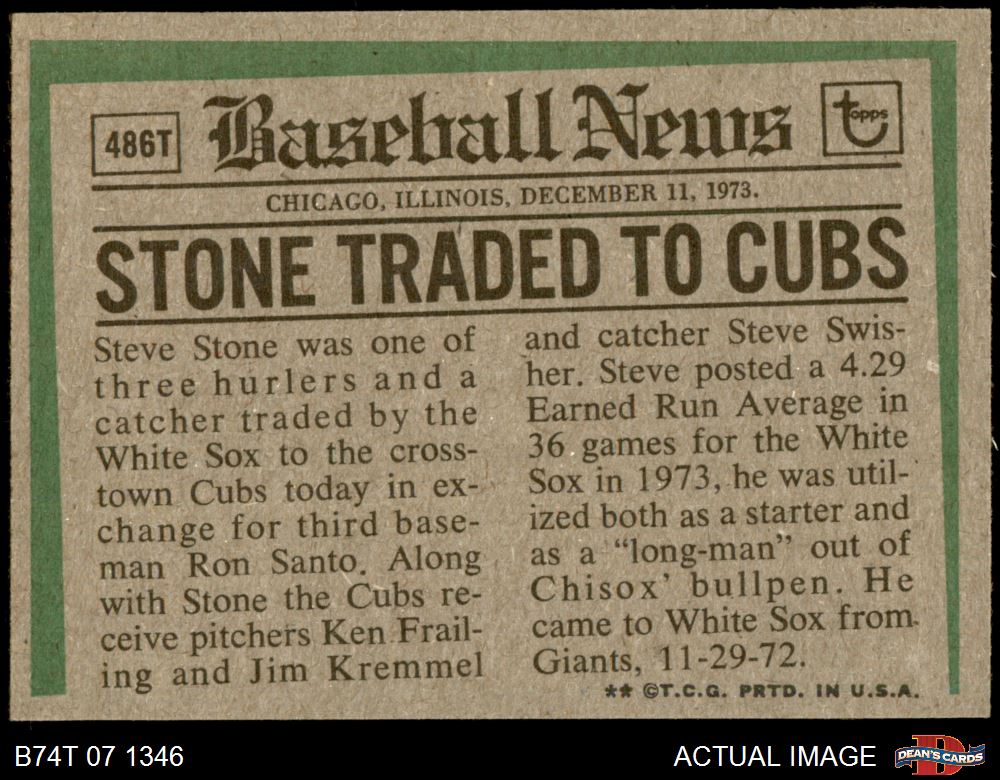 486T
Baseball News
topps
CHICAGO, ILLINOIS, DECEMBER 11, 1973.
STONE TRADED TO CUBS
Steve Stone was one of
three hurlers and a
catcher traded by the
White Sox to the cross-
town Cubs today in ex-
change for third base-
man Ron Santo. Along
with Stone the Cubs re-
ceive pitchers Ken Frail-
ing and Jim Kremmel
and catcher Steve Swis-
her. Steve posted a 4.29
Earned Run Average in
36 games for the White
Sox in 1973, he was util-
ized both as a starter and
as a “long-man” out of
Chisox’ bullpen. He
came to White Sox from
Giants, 11-29-72.
** ©T.C.G. PRTD. IN U.S.A.
B74T 07 1346
ACTUAL IMAGE
DEAN'S CARDS